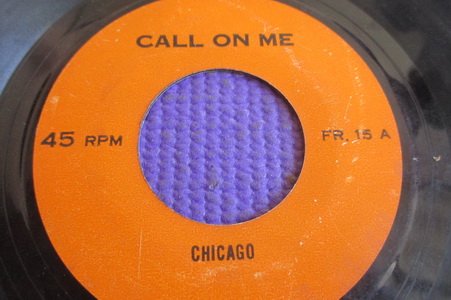 CALL ON ME
45 RPM
FR. 15 A
CHICAGO